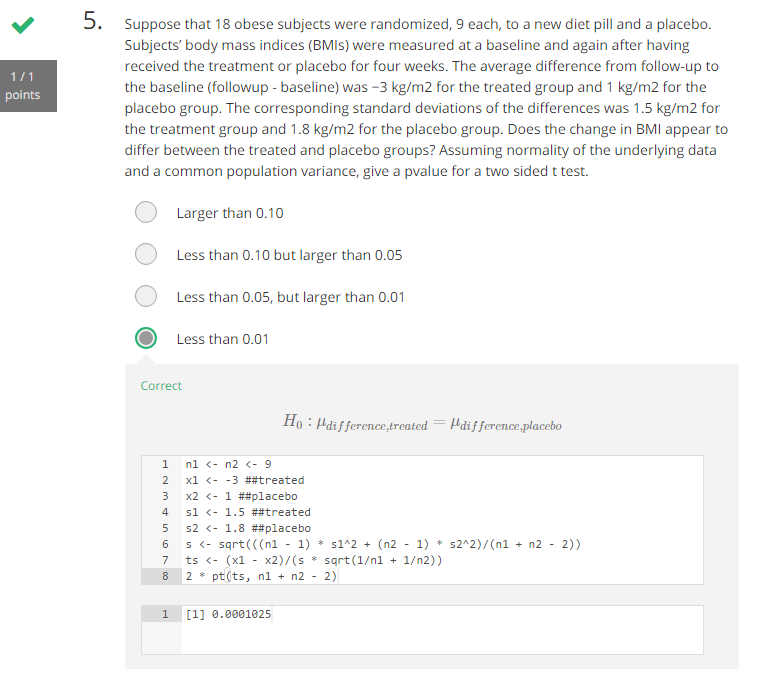 5.
1 / 1
points
Suppose that 18 obese subjects were randomized, 9 each, to a new diet pill and a placebo.
Subjects' body mass indices (BMIs) were measured at a baseline and again after having
received the treatment or placebo for four weeks. The average difference from follow-up to
the baseline (followup - baseline) was −3 kg/m2 for the treated group and 1 kg/m2 for the
placebo group. The corresponding standard deviations of the differences was 1.5 kg/m2 for
the treatment group and 1.8 kg/m2 for the placebo group. Does the change in BMI appear to
differ between the treated and placebo groups? Assuming normality of the underlying data
and a common population variance, give a pvalue for a two sided t test.
Larger than 0.10
Less than 0.10 but larger than 0.05
Less than 0.05, but larger than 0.01
Less than 0.01
Correct
H₀ : μdifference,treated = μdifference,placebo
1 n1 <- n2 <- 9
2 x1 <- -3 ##treated
3 x2 <- 1 ##placebo
4 s1 <- 1.5 ##treated
5 s2 <- 1.8 ##placebo
6 s <- sqrt(((n1 - 1) * s1^2 + (n2 - 1) * s2^2)/(n1 + n2 - 2))
7 ts <- (x1 - x2)/(s * sqrt(1/n1 + 1/n2))
8 2 * pt(ts, n1 + n2 - 2)
1 [1] 0.0001025